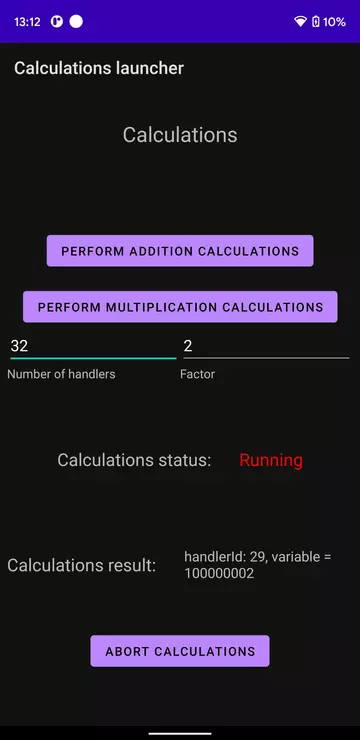 13:12 10%
Calculations launcher
Calculations
PERFORM ADDITION CALCULATIONS
PERFORM MULTIPLICATION CALCULATIONS
32 2
Number of handlers Factor
Calculations status: Running
Calculations result: handlerId: 29, variable =
100000002
ABORT CALCULATIONS